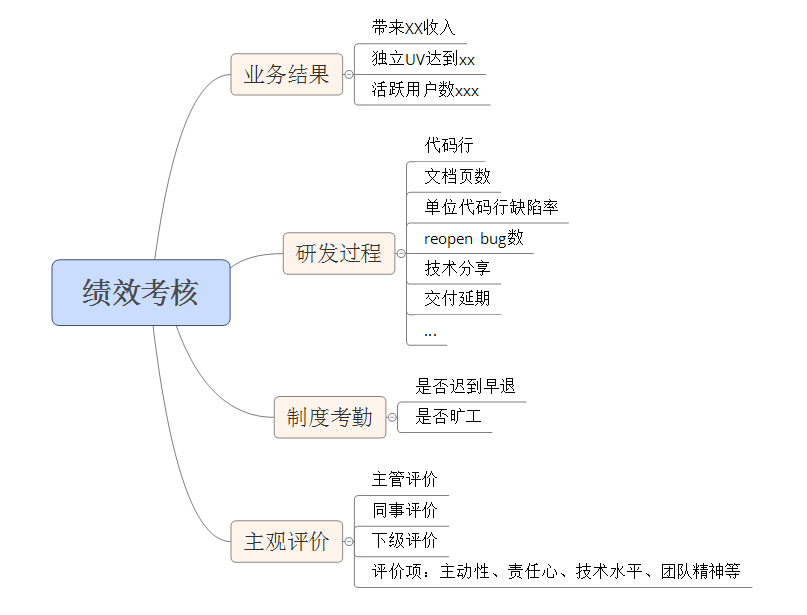 绩效考核
业务结果
带来XX收入
独立UV达到xx
活跃用户数xxx
研发过程
代码行
文档页数
单位代码行缺陷率
reopen bug数
技术分享
交付延期
...
制度考勤
是否迟到早退
是否旷工
主观评价
主管评价
同事评价
下级评价
评价项：主动性、责任心、技术水平、团队精神等